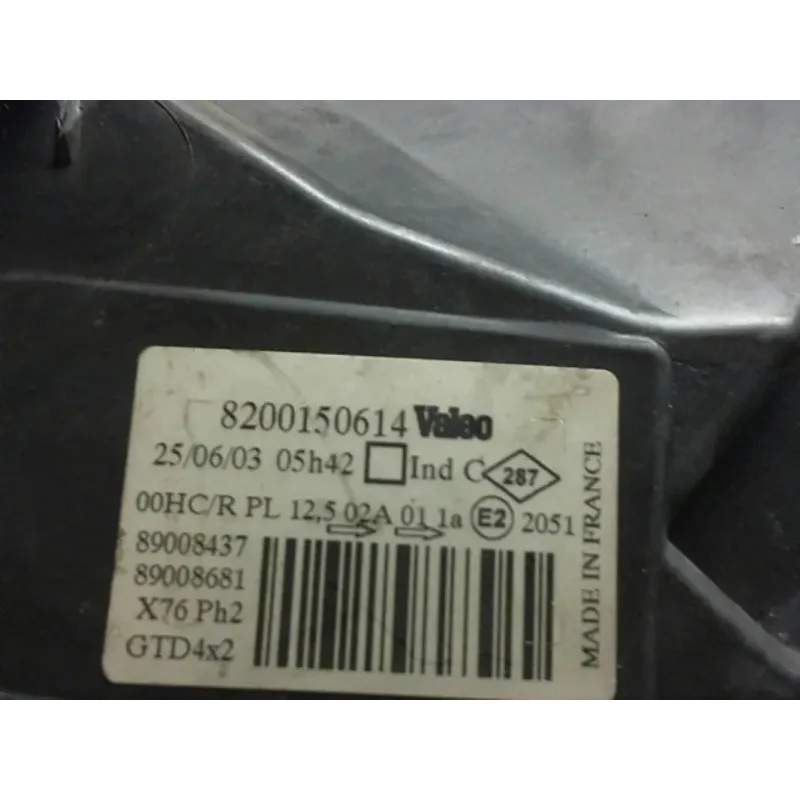 8200150614 Valeo
25/06/03 05h42 Ind C 287
00HC/R PL 12,5 02A 01 1a E2 2051
89008437
89008681
X76 Ph2
GTD4x2
MADE IN FRANCE